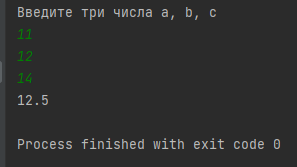 Введите три числа a, b, c
11
12
14
12.5
Process finished with exit code 0